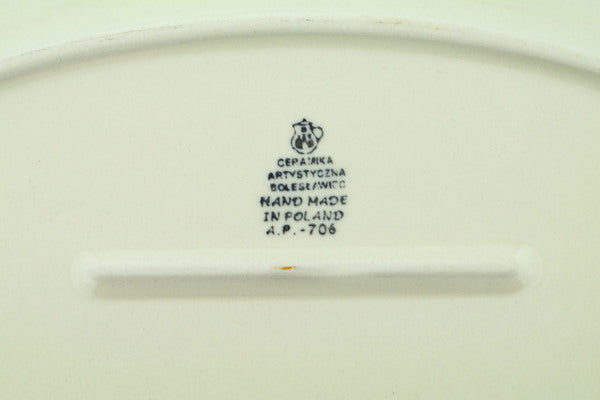 CERAMIKA
ARTYSTYCZNA
BOLESŁAWIEC
HAND MADE
IN POLAND
A.P.-706